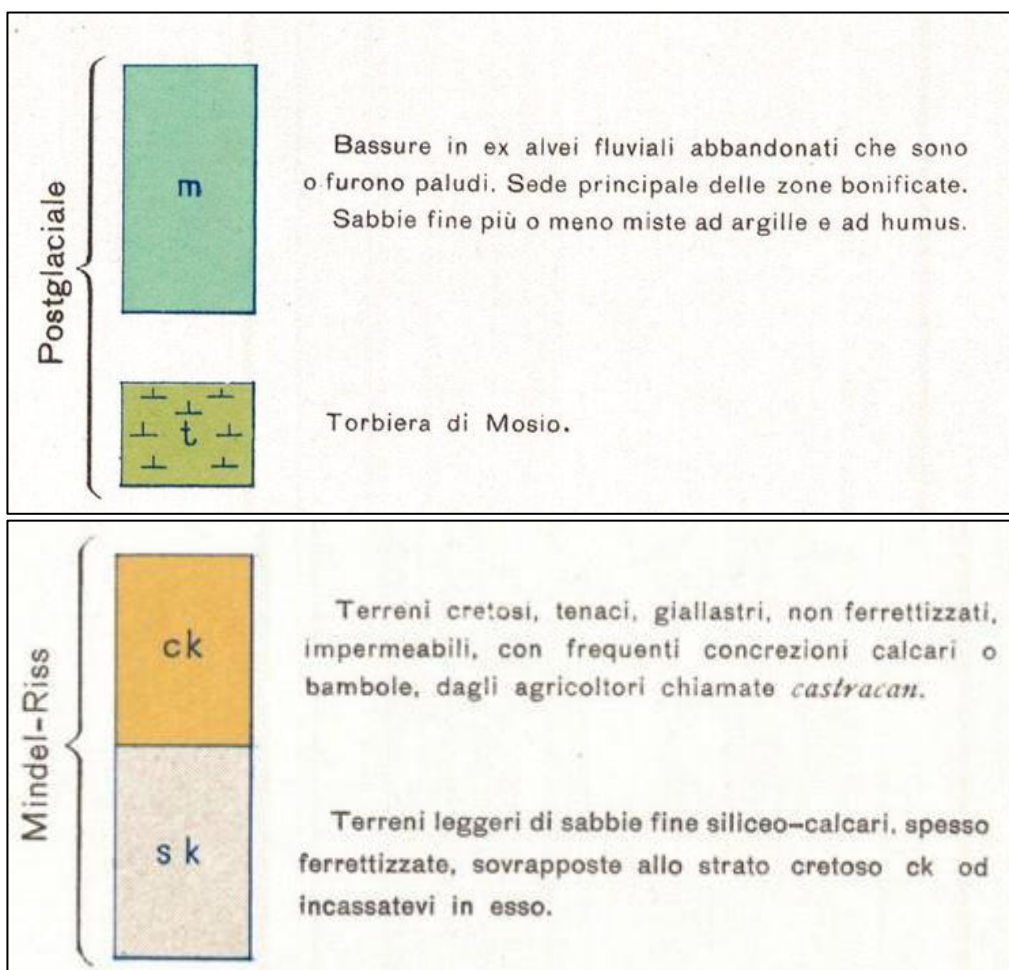 Postglaciale
m
Bassure in ex alvei fluviali abbandonati che sono
o furono paludi. Sede principale delle zone bonificate.
Sabbie fine più o meno miste ad argille e ad humus.
t
Torbiera di Mosio.
Mindel-Riss
ck
Terreni cretosi, tenaci, giallastri, non ferrettizzati,
impermeabili, con frequenti concrezioni calcari o
bambole, dagli agricoltori chiamate castracan.
sk
Terreni leggeri di sabbie fine siliceo-calcari, spesso
ferrettizzate, sovrapposte allo strato cretoso ck od
incassatevi in esso.